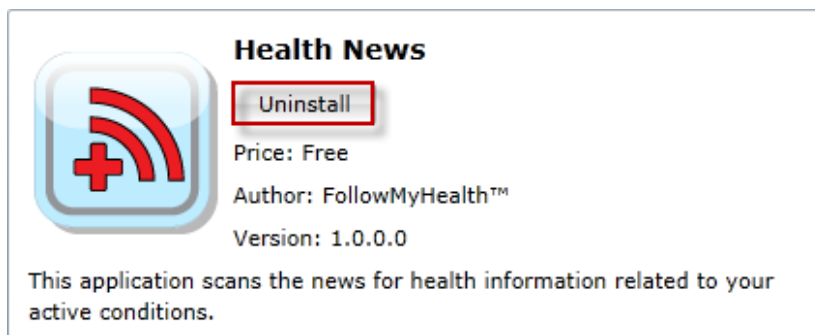 Health News
Uninstall
Price: Free
Author: FollowMyHealth™
Version: 1.0.0.0
This application scans the news for health information related to your
active conditions.